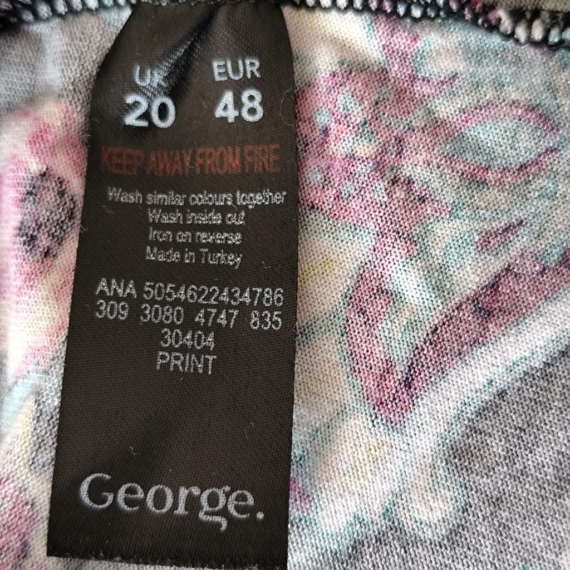 UK EUR
20 48
KEEP AWAY FROM FIRE
Wash similar colours together
Wash inside out
Iron on reverse
Made in Turkey
ANA 5054622434786
309 3080 4747 835
30404
PRINT
George.